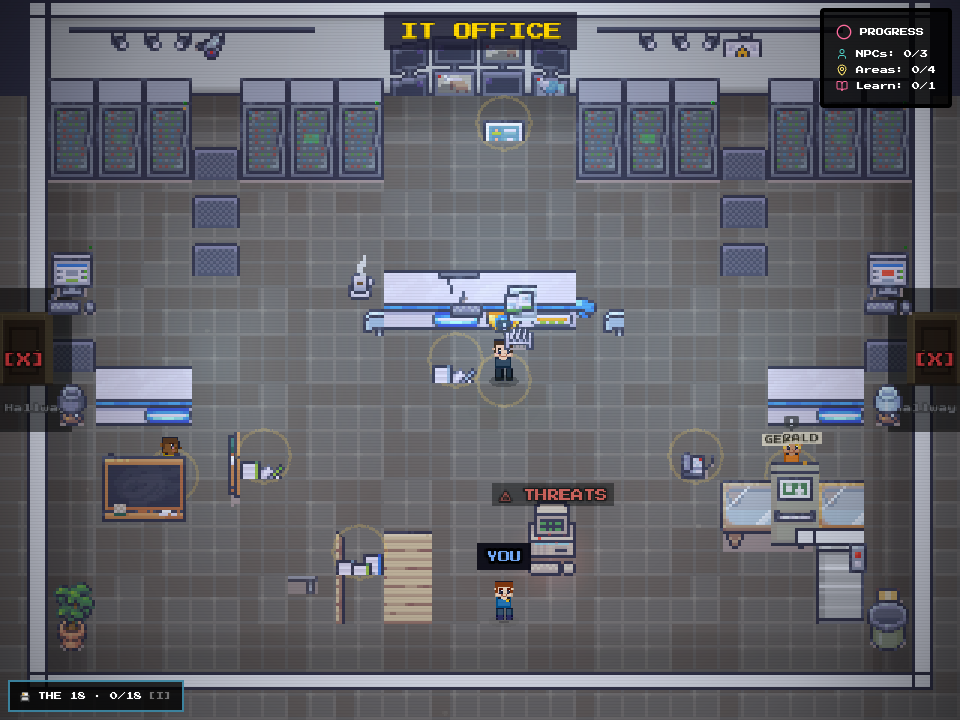 IT OFFICE
PROGRESS
NPCs: 0/3
Areas: 0/4
Learn: 0/1
[X]
[X]
Hallway
GERALD
THREATS
YOU
THE 18 · 0/18 [I]